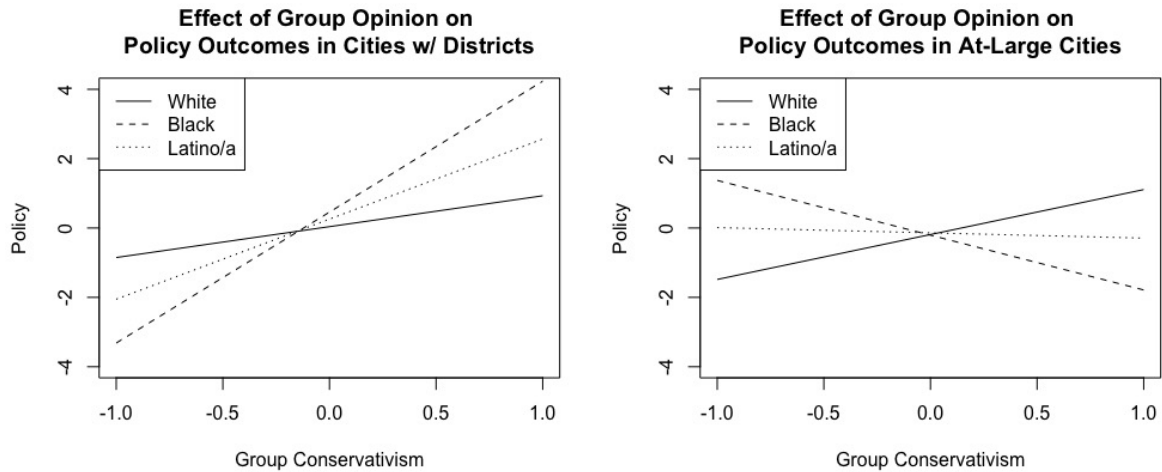 Effect of Group Opinion on
Policy Outcomes in Cities w/ Districts
White
Black
Latino/a
4
2
0
-2
-4
Policy
-1.0 -0.5 0.0 0.5 1.0
Group Conservativism
Effect of Group Opinion on
Policy Outcomes in At-Large Cities
White
Black
Latino/a
4
2
0
-2
-4
Policy
-1.0 -0.5 0.0 0.5 1.0
Group Conservativism